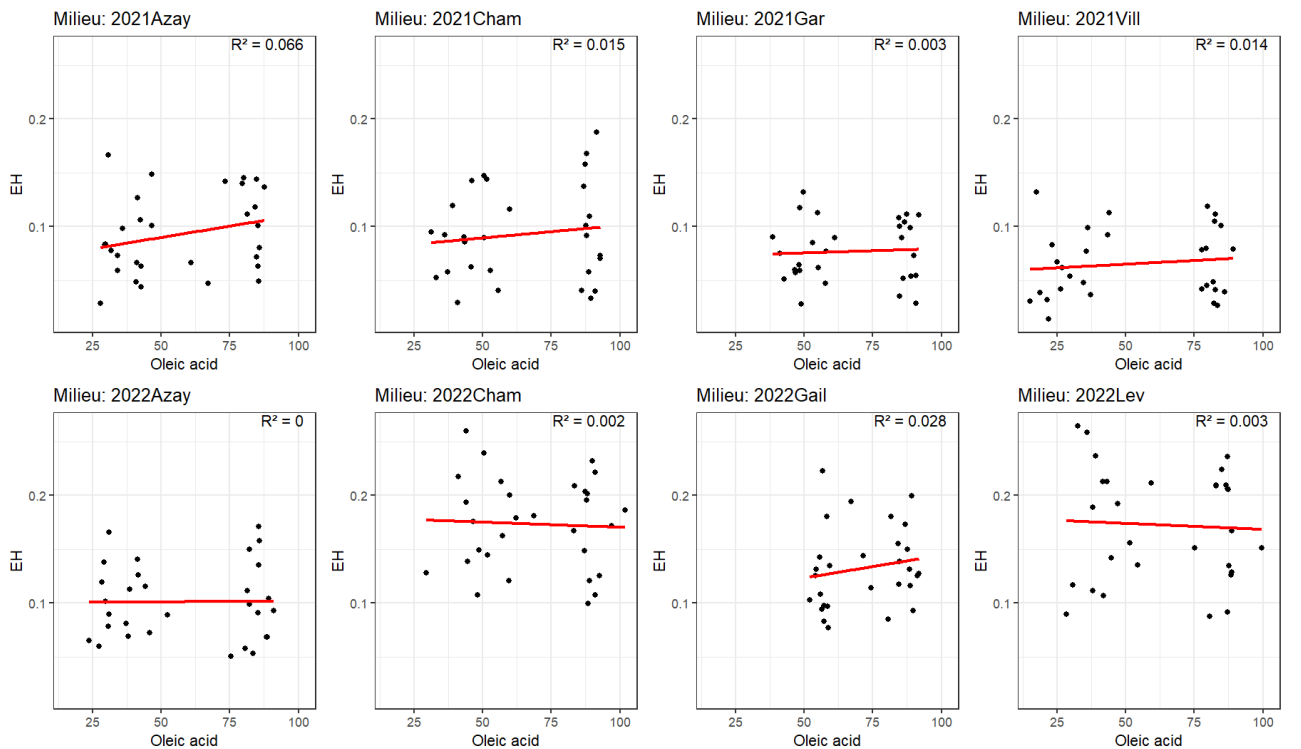 Milieu: 2021Azay
R² = 0.066
EH
0.2
0.1
25 50 75 100
Oleic acid
Milieu: 2021Cham
R² = 0.015
EH
0.2
0.1
25 50 75 100
Oleic acid
Milieu: 2021Gar
R² = 0.003
EH
0.2
0.1
25 50 75 100
Oleic acid
Milieu: 2021Vill
R² = 0.014
EH
0.2
0.1
25 50 75 100
Oleic acid
Milieu: 2022Azay
R² = 0
EH
0.2
0.1
25 50 75 100
Oleic acid
Milieu: 2022Cham
R² = 0.002
EH
0.2
0.1
25 50 75 100
Oleic acid
Milieu: 2022Gail
R² = 0.028
EH
0.2
0.1
25 50 75 100
Oleic acid
Milieu: 2022Lev
R² = 0.003
EH
0.2
0.1
25 50 75 100
Oleic acid